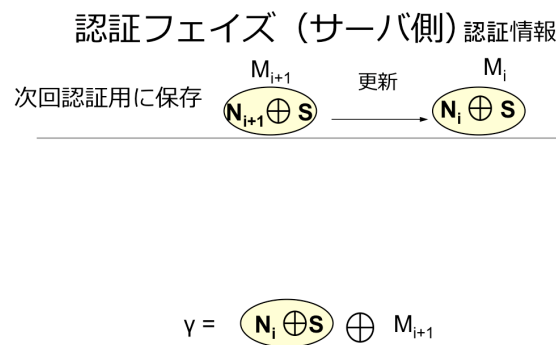 認証フェイズ（サーバ側）認証情報
M_{i+1} 更新 M_i
次回認証用に保存 N_{i+1} ⊕ S N_i ⊕ S
γ = N_i ⊕ S ⊕ M_{i+1}